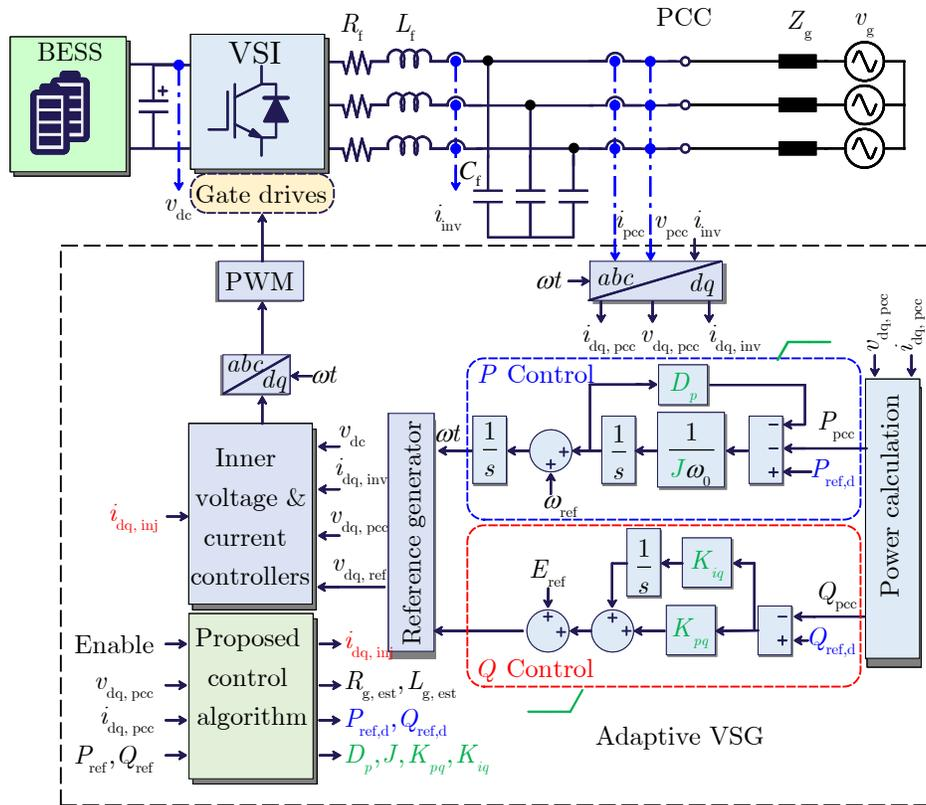 BESS
VSI
R_f
L_f
PCC
Z_g
v_g
+
C_f
Gate drives
v_dc
i_inv
i_pcc
v_pcc
i_inv
PWM
ωt
abc
dq
i_dq, pcc
v_dq, pcc
i_dq, inv
v_dq, pcc
i_dq, pcc
abc
dq
ωt
P Control
D_p
1
s
+
+
ω_ref
1
s
1
Jω_0
−
−
+
P_pcc
P_ref,d
ωt
Reference generator
Power calculation
Inner
voltage &
current
controllers
v_dc
i_dq, inv
v_dq, pcc
v_dq, ref
i_dq, inj
1
s
K_iq
E_ref
+
+
+
+
K_pq
−
+
Q_pcc
Q_ref,d
Q Control
Proposed
control
algorithm
Enable
v_dq, pcc
i_dq, pcc
P_ref, Q_ref
i_dq, inj
R_g, est, L_g, est
P_ref,d, Q_ref,d
D_p, J, K_pq, K_iq
Adaptive VSG